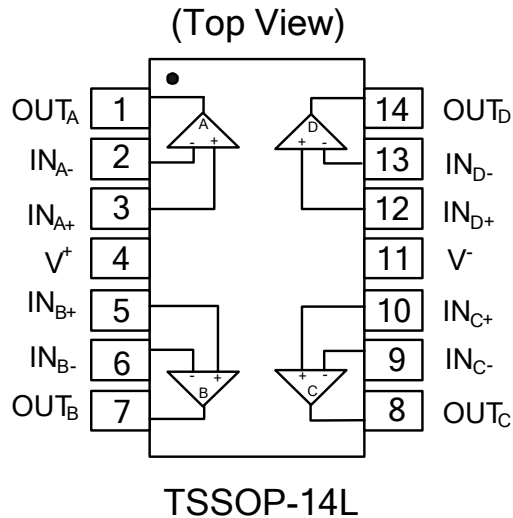 (Top View)
OUTA 1 A D 14 OUTD
INA- 2 - + + - 13 IND-
INA+ 3 12 IND+
V+ 4 11 V-
INB+ 5 10 INC+
INB- 6 - + + - 9 INC-
OUTB 7 B C 8 OUTC
TSSOP-14L